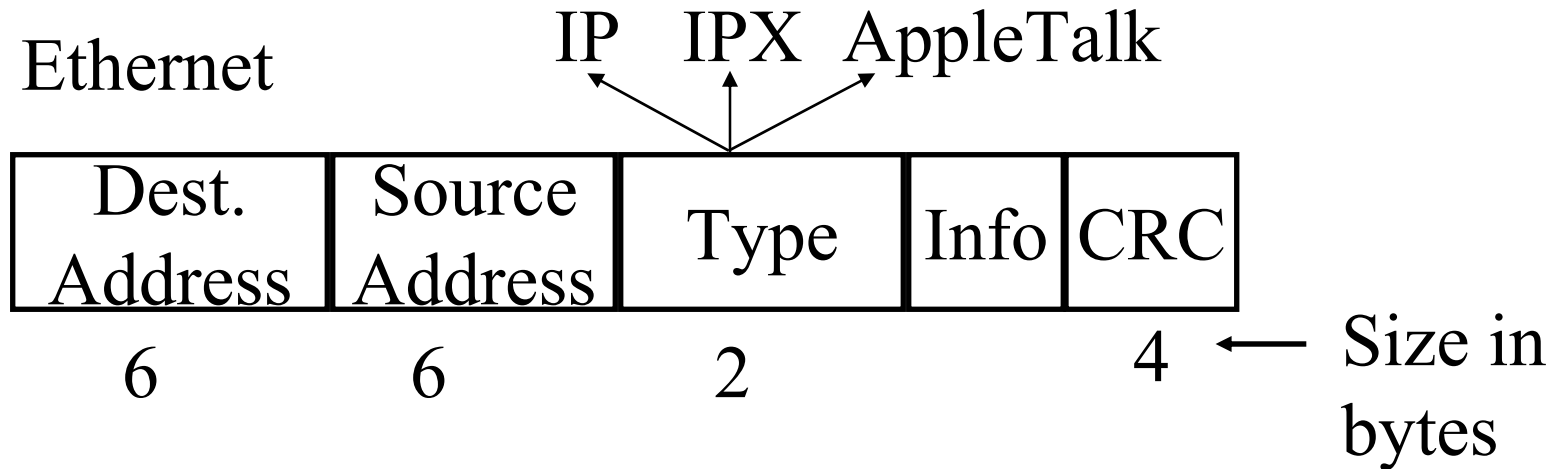 Ethernet
IP IPX AppleTalk
Dest.
Address
Source
Address
Type
Info
CRC
6 6 2 4
Size in
bytes